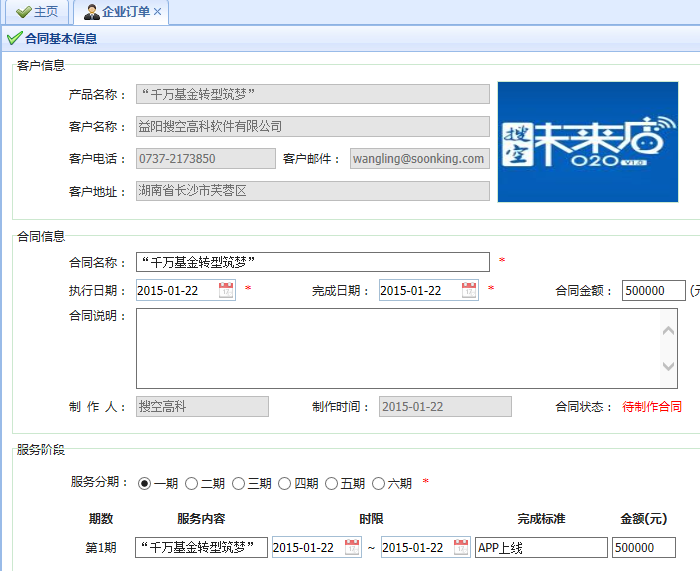 主页 企业订单
合同基本信息
客户信息
产品名称： “千万基金转型筑梦”
客户名称： 益阳搜空高科软件有限公司
客户电话： 0737-2173850 客户邮件： wangling@soonking.com
客户地址： 湖南省长沙市芙蓉区
搜空 未来店
O2O V1.0
合同信息
合同名称： “千万基金转型筑梦” *
执行日期： 2015-01-22 * 完成日期： 2015-01-22 * 合同金额： 500000 (元
合同说明：
制 作 人： 搜空高科 制作时间： 2015-01-22 合同状态： 待制作合同
服务阶段
服务分期： 一期 二期 三期 四期 五期 六期 *
期数 服务内容 时限 完成标准 金额(元)
第1期 “千万基金转型筑梦” 2015-01-22 ~ 2015-01-22 APP上线 500000